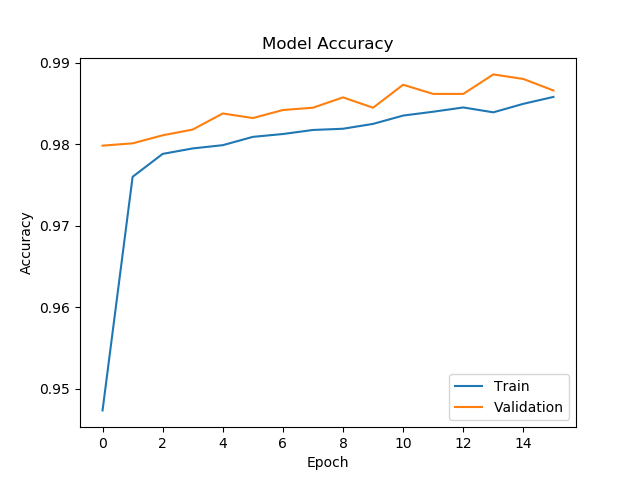 Model Accuracy
0.99
0.98
0.97
0.96
0.95
Accuracy
0 2 4 6 8 10 12 14
Epoch
Train
Validation